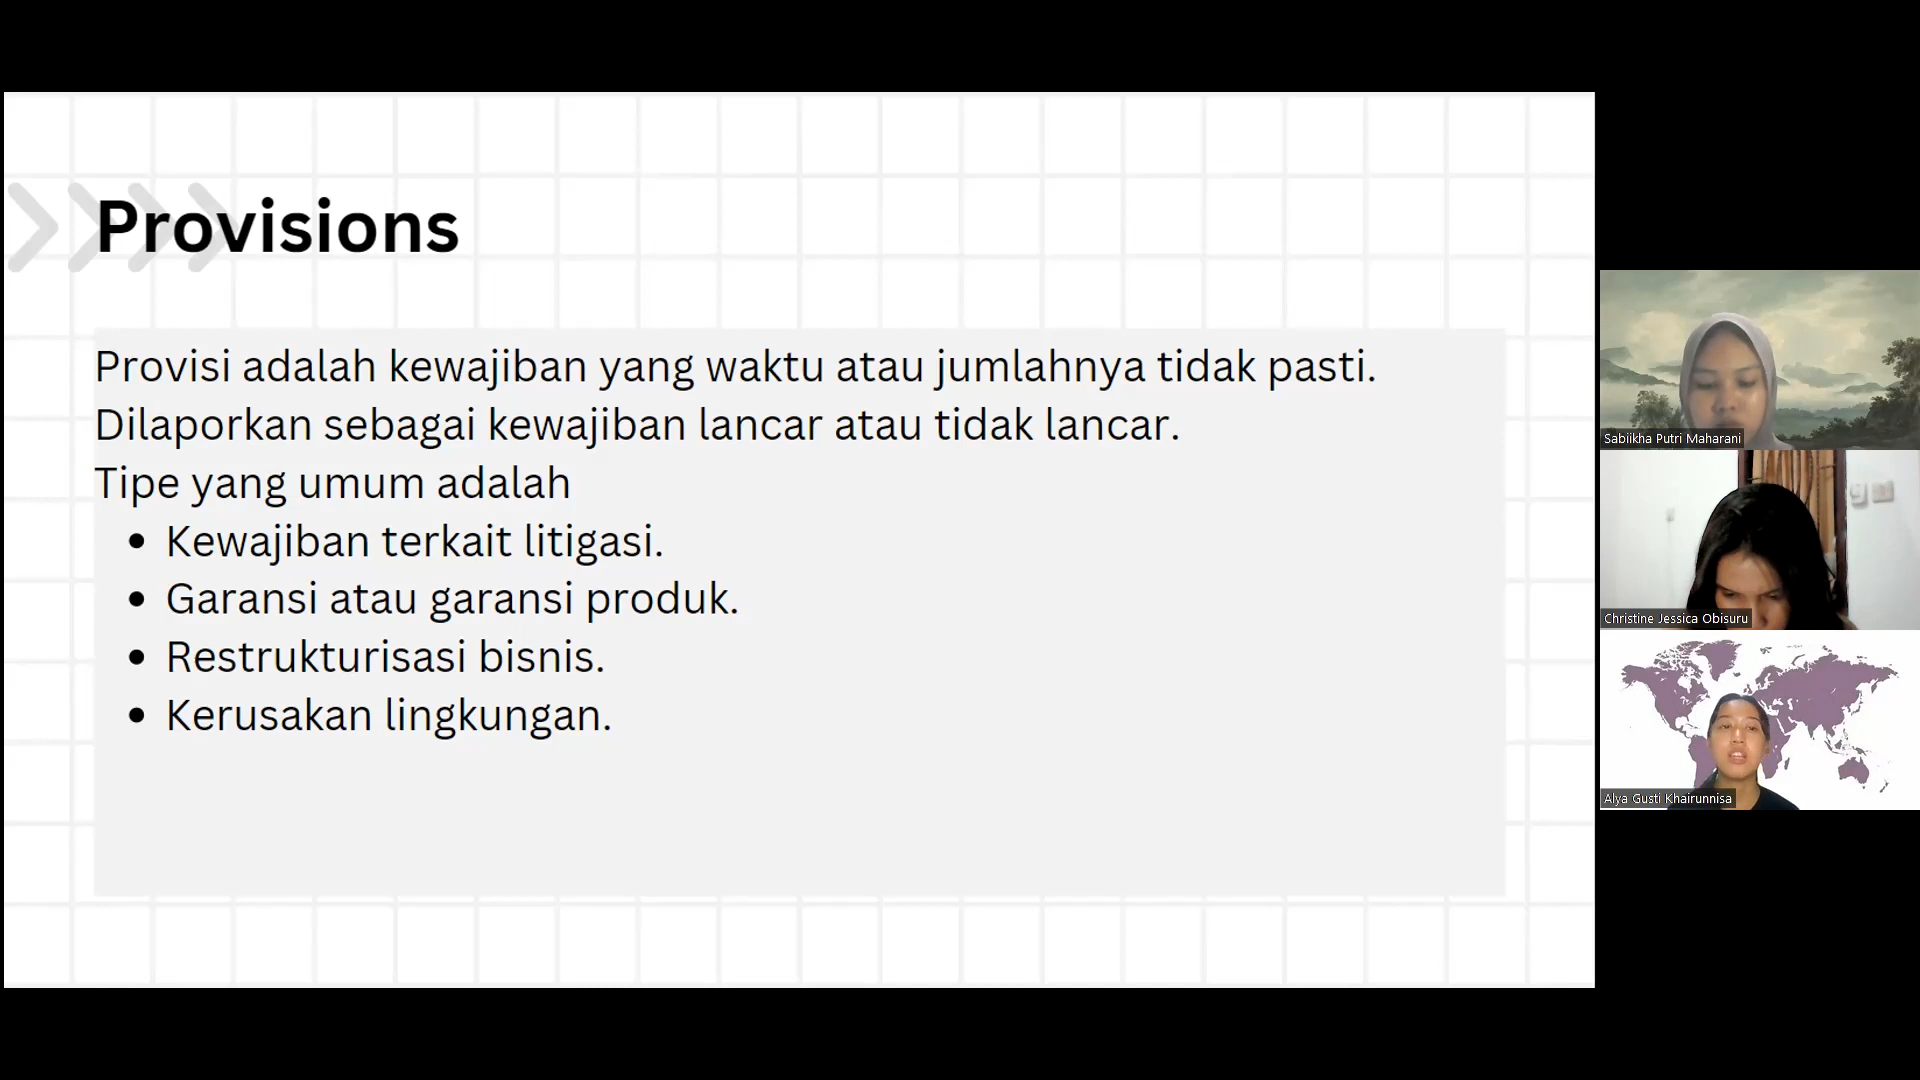 Provisions
Provisi adalah kewajiban yang waktu atau jumlahnya tidak pasti.
Dilaporkan sebagai kewajiban lancar atau tidak lancar.
Tipe yang umum adalah
• Kewajiban terkait litigasi.
• Garansi atau garansi produk.
• Restrukturisasi bisnis.
• Kerusakan lingkungan.
Sabiikha Putri Maharani
Christine Jessica Obisuru
Alya Gusti Khairunnisa